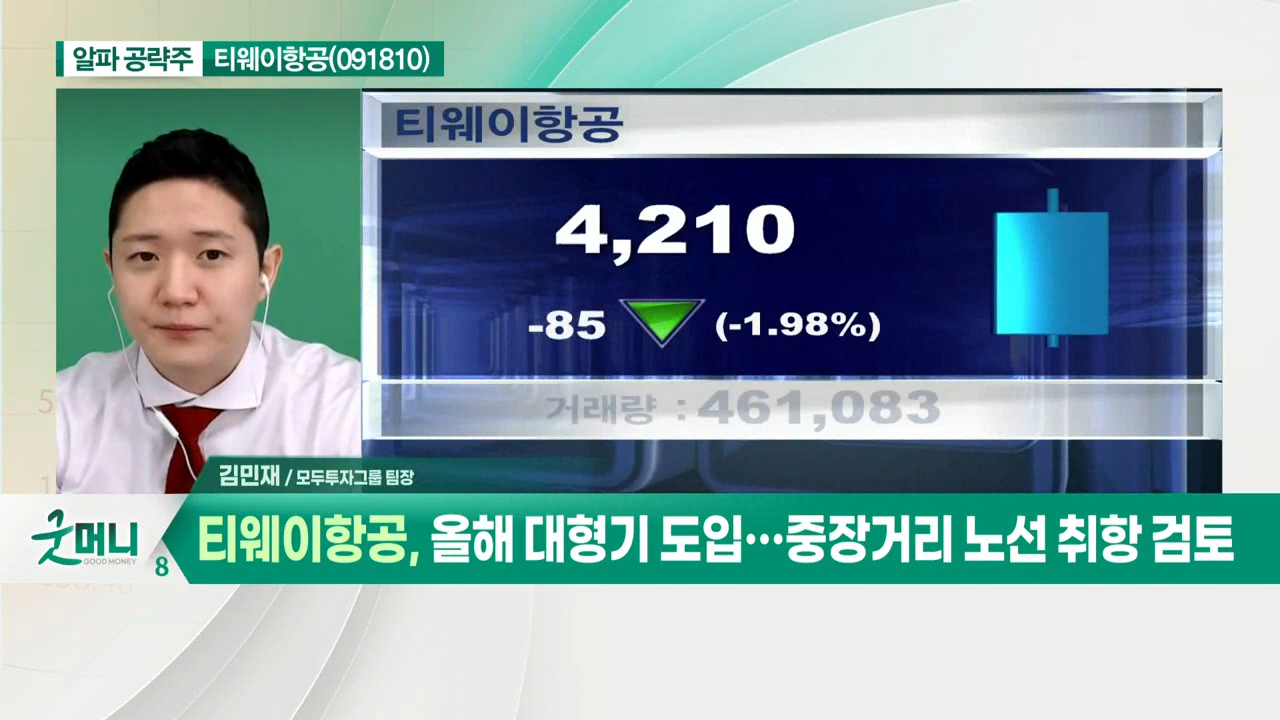 알파 공략주 티웨이항공(091810)
티웨이항공
4,210
-85 (-1.98%)
거래량 : 461,083
김민재 / 모두투자그룹 팀장
굿머니
GOOD MONEY
8
티웨이항공, 올해 대형기 도입…중장거리 노선 취항 검토
5
1